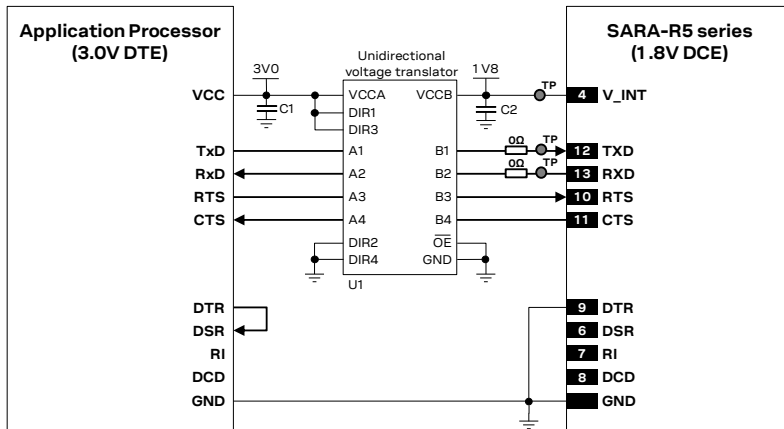 Application Processor
(3.0V DTE)
SARA-R5 series
(1.8V DCE)
Unidirectional
voltage translator
3V0
1V8
TP
VCC
C1
VCCA
VCCB
C2
4
V_INT
DIR1
DIR3
0Ω
TP
TxD
A1
B1
12
TXD
0Ω
TP
RxD
A2
B2
13
RXD
RTS
A3
B3
10
RTS
CTS
A4
B4
11
CTS
DIR2
OE
DIR4
GND
U1
DTR
9
DTR
DSR
6
DSR
RI
7
RI
DCD
8
DCD
GND
GND